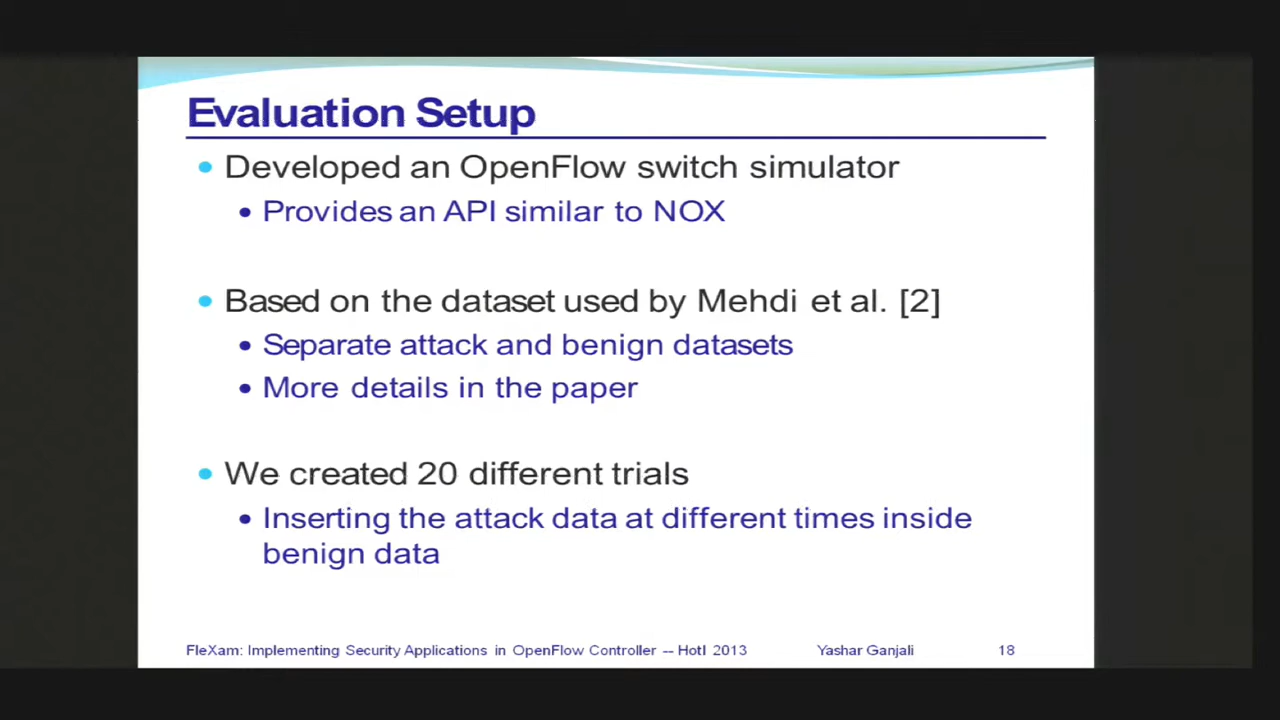 Evaluation Setup
• Developed an OpenFlow switch simulator
• Provides an API similar to NOX
• Based on the dataset used by Mehdi et al. [2]
• Separate attack and benign datasets
• More details in the paper
• We created 20 different trials
• Inserting the attack data at different times inside
benign data
FleXam: Implementing Security Applications in OpenFlow Controller -- HotI 2013 Yashar Ganjali 18